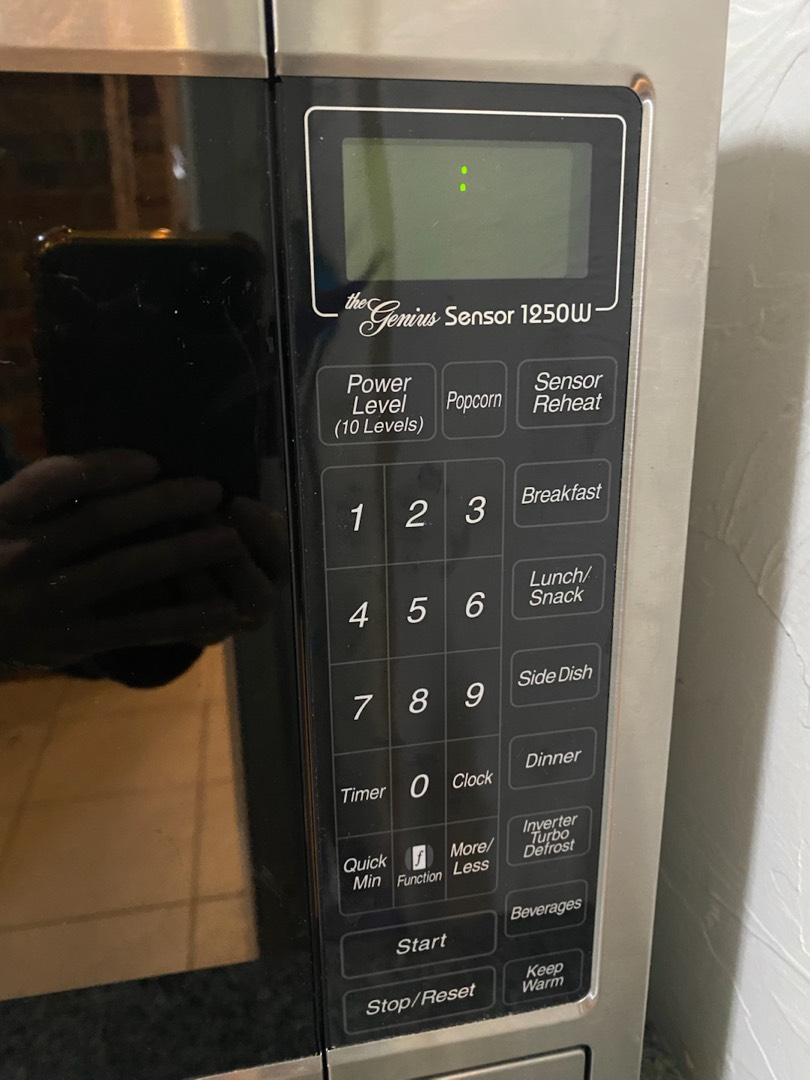 :
the Genius Sensor 1250W
Power
Level
(10 Levels)
Popcorn
Sensor
Reheat
1 2 3
Breakfast
4 5 6
Lunch/
Snack
7 8 9
Side Dish
Timer 0 Clock
Dinner
Quick
Min
f
Function
More/
Less
Inverter
Turbo
Defrost
Start
Beverages
Stop/Reset
Keep
Warm